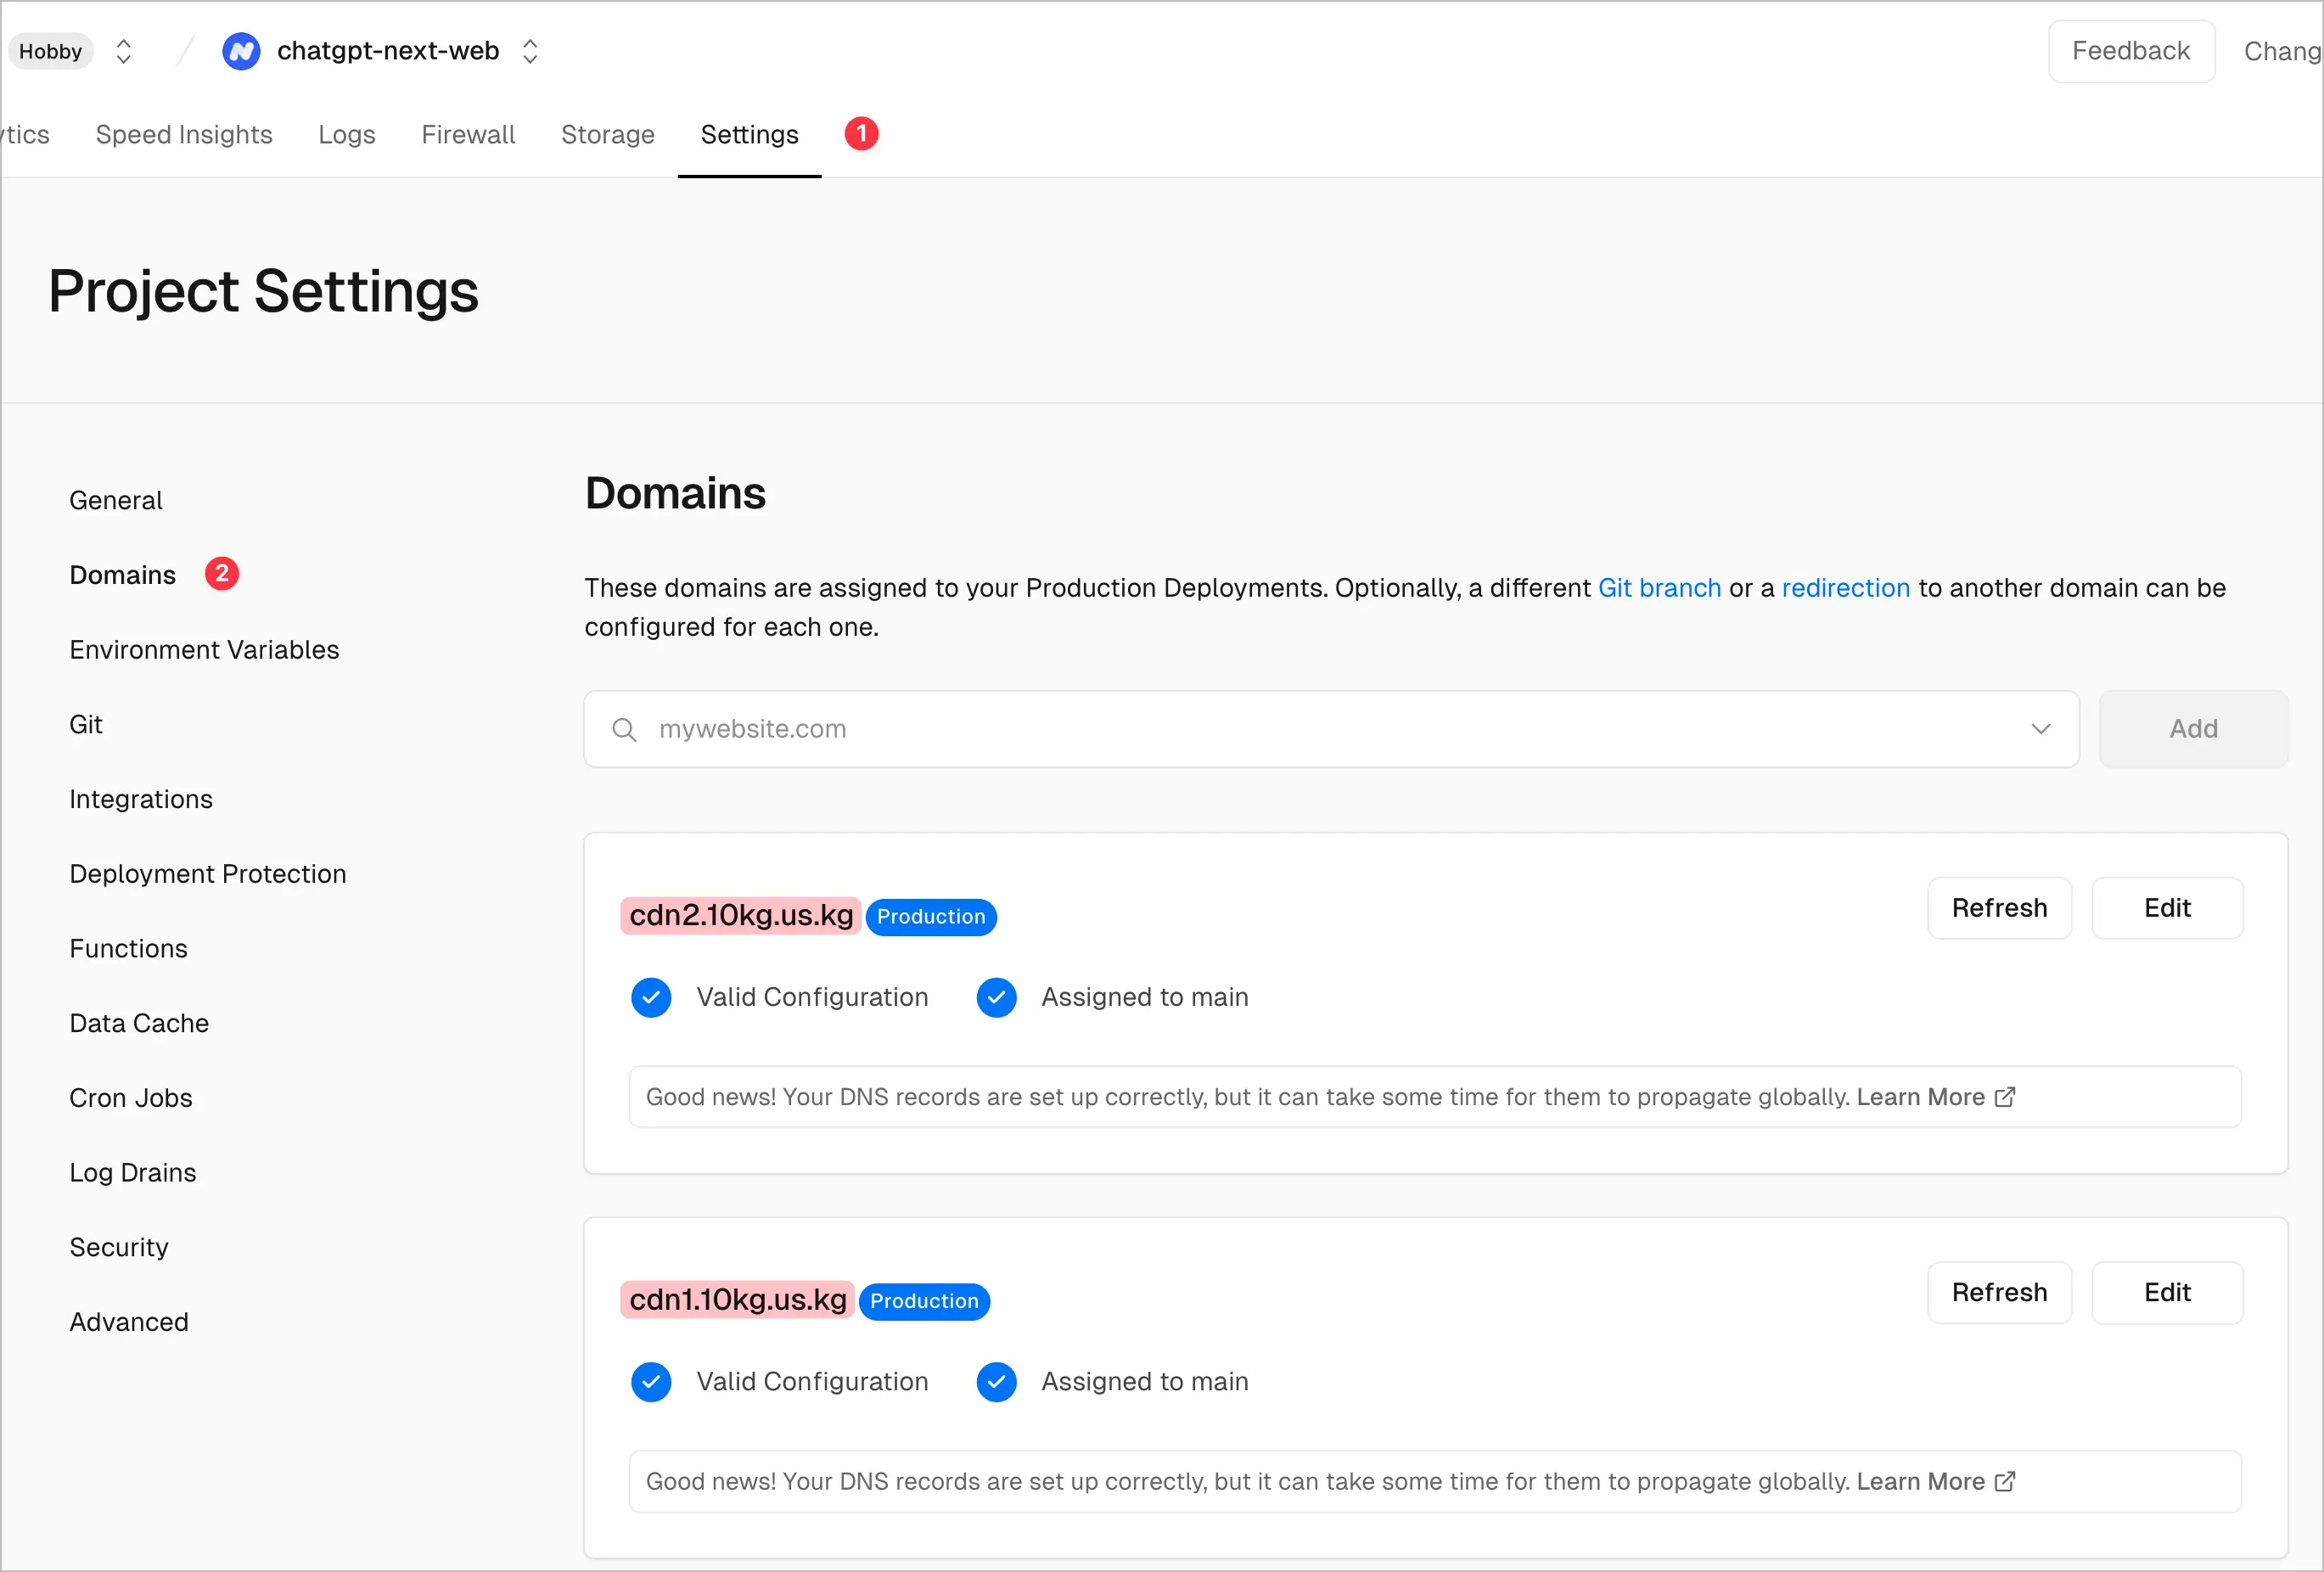 Hobby
chatgpt-next-web
Feedback
Chang
ytics
Speed Insights
Logs
Firewall
Storage
Settings
1
Project Settings
General
Domains
2
Environment Variables
Git
Integrations
Deployment Protection
Functions
Data Cache
Cron Jobs
Log Drains
Security
Advanced
Domains
These domains are assigned to your Production Deployments. Optionally, a different Git branch or a redirection to another domain can be
configured for each one.
mywebsite.com
Add
cdn2.10kg.us.kg
Production
Refresh
Edit
Valid Configuration
Assigned to main
Good news! Your DNS records are set up correctly, but it can take some time for them to propagate globally. Learn More
cdn1.10kg.us.kg
Production
Refresh
Edit
Valid Configuration
Assigned to main
Good news! Your DNS records are set up correctly, but it can take some time for them to propagate globally. Learn More